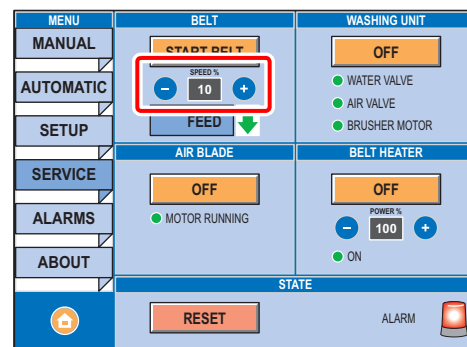 MENU
MANUAL
AUTOMATIC
SETUP
SERVICE
ALARMS
ABOUT
BELT
START BELT
SPEED %
10
FEED
WASHING UNIT
OFF
WATER VALVE
AIR VALVE
BRUSHER MOTOR
AIR BLADE
OFF
MOTOR RUNNING
BELT HEATER
OFF
POWER %
100
ON
STATE
RESET
ALARM